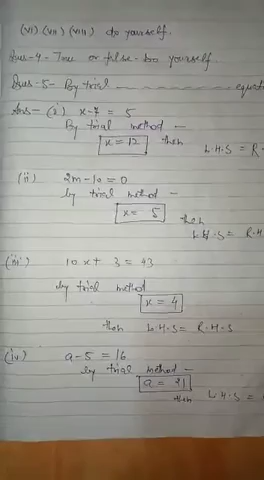 (VI) (VII) (VIII) do yourself.
Ques-4- True or false- Do yourself.
Ques-5- By trial ---------- equati
Ans- (i) x-7 = 5
By trial method -
x = 12 then
L.H.S = R
(ii) 2m-10 = 0
by trial method -
x = 5 then
L.H.S = R.H
(iii) 10x + 3 = 43
by trial method
x = 4
then L.H.S = R.H.S
(iv) a-5 = 16
by trial method -
a = 21
then L.H.S =